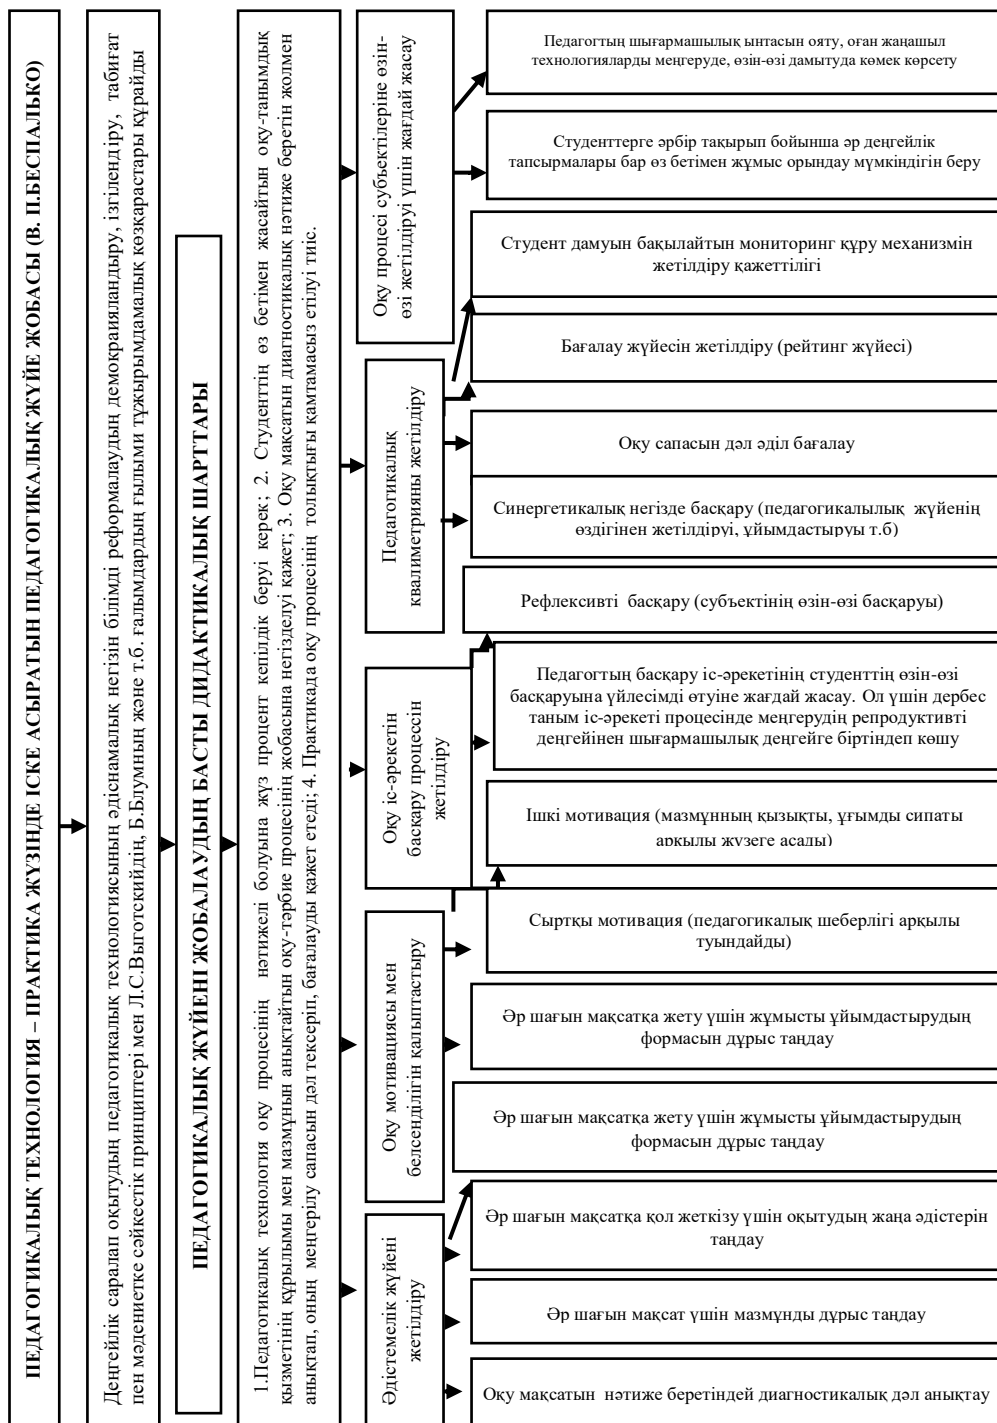 ПЕДАГОГИКАЛЫҚ ТЕХНОЛОГИЯ – ПРАКТИКА ЖҮЗІНДЕ ІСКЕ АСЫРАТЫН ПЕДАГОГИКАЛЫҚ ЖҮЙЕ ЖОБАСЫ (В. П.БЕСПАЛЬКО)
Деңгейлік саралап оқытудың педагогикалық технологиясының әдіснамалық негізін білімді реформалаудың демокраияландыру, ізгілендіру, табиғат
пен мәдениетке сәйкестік принциптері мен Л.С.Выготскийдің, Б.Блумның және т.б. ғалымдардың ғылыми тұжырымдамалық көзқарастары құрайды
ПЕДАГОГИКАЛЫҚ ЖҮЙЕНІ ЖОБАЛАУДЫҢ БАСТЫ ДИДАКТИКАЛЫҚ ШАРТТАРЫ
1.Педагогикалық технология оқу процесінің нәтижелі болуына жүз процент кепілдік беруі керек; 2. Студенттің өз бетімен жасайтын оқу-танымдық
қызметінің құрылымы мен мазмұнын анықтайтын оқу-тәрбие процесінің жобасына негізделуі қажет; 3. Оқу мақсатын диагностикалық нәтиже беретін жолмен
анықтап, оның меңгерілу сапасын дәл тексеріп, бағалауды қажет етеді; 4. Практикада оқу процесінің толықтығы қамтамасыз етілуі тиіс.
Оқу процесі субъектілеріне өзін-
өзі жетілдіруі үшін жағдай жасау
Педагогтың шығармашылық ынтасын ояту, оған жаңашыл
технологияларды меңгеруде, өзін-өзі дамытуда көмек көрсету
Студенттерге әрбір тақырып бойынша әр деңгейлік
тапсырмалары бар өз бетімен жұмыс орындау мүмкіндігін беру
Педагогикалық
квалиметрияны жетілдіру
Студент дамуын бақылайтын мониторинг құру механизмін
жетілдіру қажеттілігі
Бағалау жүйесін жетілдіру (рейтинг жүйесі)
Оқу сапасын дәл әділ бағалау
Синергетикалық негізде басқару (педагогикалылық жүйенің
өздігінен жетілдіруі, ұйымдастыруы т.б)
Оқу іс-әрекетін
басқару процессін
жетілдіру
Рефлексивті басқару (субъектінің өзін-өзі басқаруы)
Педагогтың басқару іс-әрекетінің студенттің өзін-өзі
басқаруына үйлесімді өтуіне жағдай жасау. Ол үшін дербес
таным іс-әрекеті процесінде меңгерудің репродуктивті
деңгейінен шығармашылық деңгейге біртіндеп көшу
Оқу мотивациясы мен
белсенділігін қалыптастыру
Ішкі мотивация (мазмұнның қызықты, ұғымды сипаты
арқылы жүзеге асады)
Сыртқы мотивация (педагогикалық шеберлігі арқылы
туындайды)
Әр шағын мақсатқа жету үшін жұмысты ұйымдастырудың
формасын дұрыс таңдау
Әдістемелік жүйені
жетілдіру
Әр шағын мақсатқа жету үшін жұмысты ұйымдастырудың
формасын дұрыс таңдау
Әр шағын мақсатқа қол жеткізу үшін оқытудың жаңа әдістерін
таңдау
Әр шағын мақсат үшін мазмұнды дұрыс таңдау
Оқу мақсатын нәтиже беретіндей диагностикалық дәл анықтау